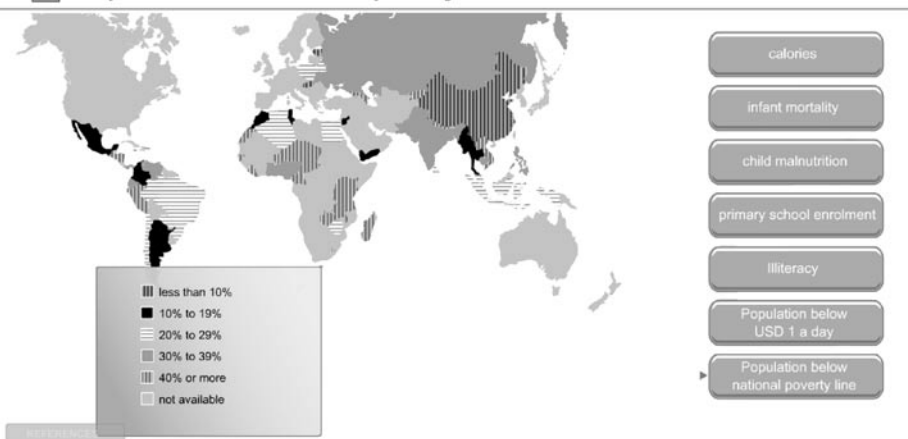 calories
infant mortality
child malnutrition
primary school enrolment
Illiteracy
Population below
USD 1 a day
Population below
national poverty line
less than 10%
10% to 19%
20% to 29%
30% to 39%
40% or more
not available
REFERENCES